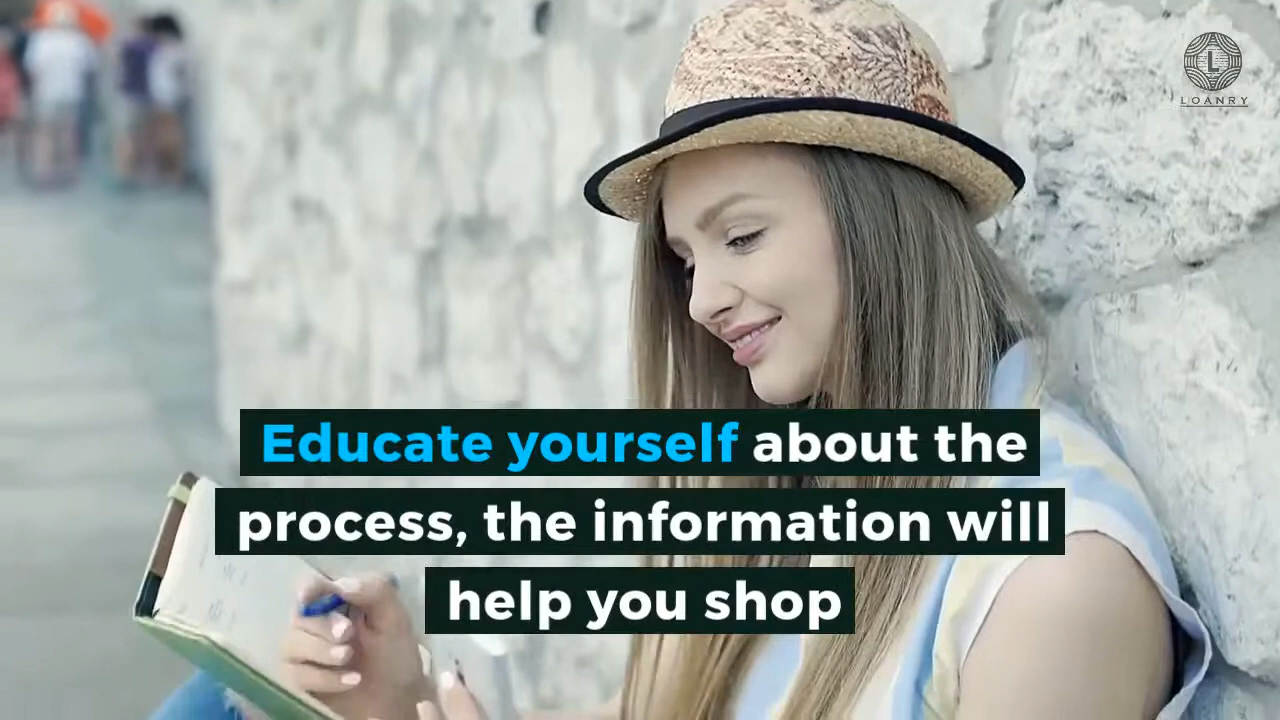 L
LOANRY
Educate yourself about the
process, the information will
help you shop